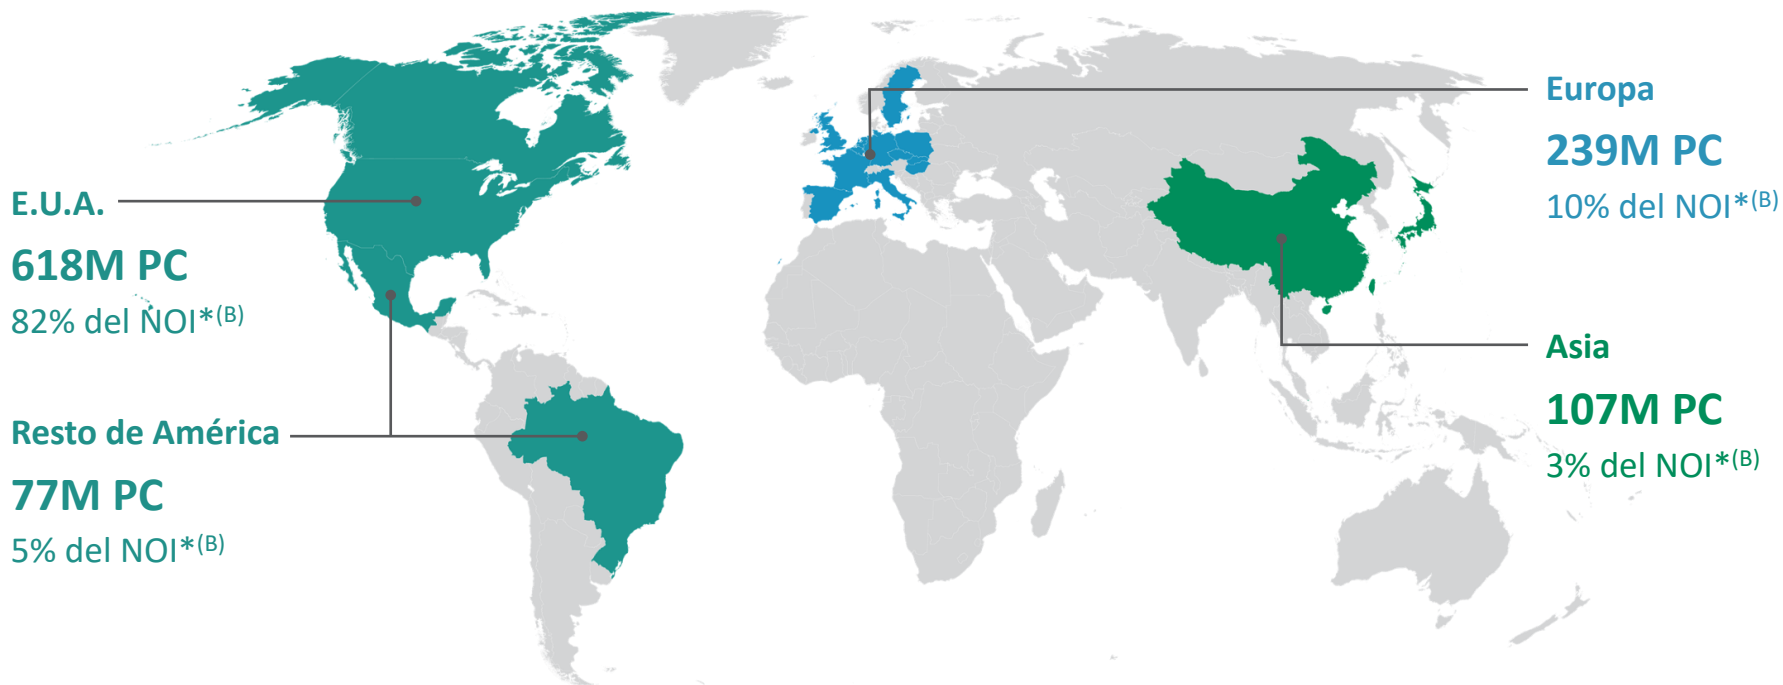 E.U.A.
618M PC
82% del NOI*(B)
Resto de América
77M PC
5% del NOI*(B)
Europa
239M PC
10% del NOI*(B)
Asia
107M PC
3% del NOI*(B)